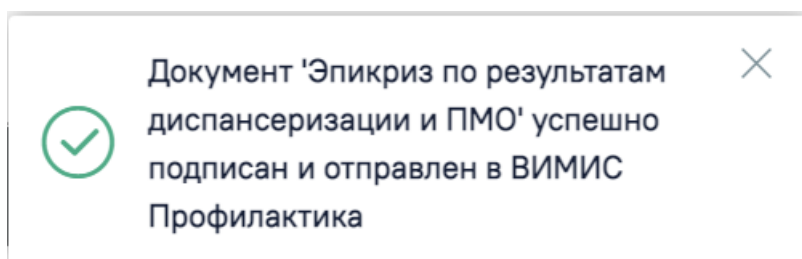 Документ 'Эпикриз по результатам
диспансеризации и ПМО' успешно
подписан и отправлен в ВИМИС
Профилактика